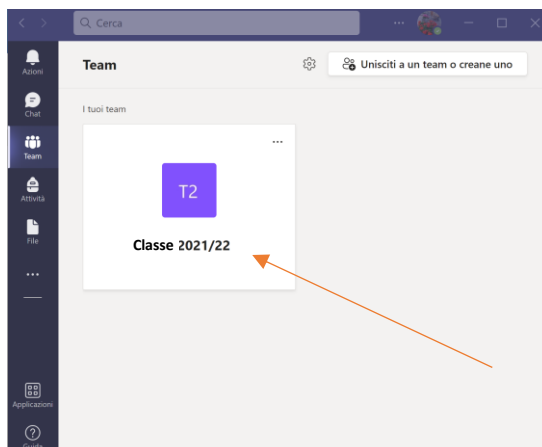 Cerca
Azioni
Team
Unisciti a un team o creane uno
Chat
I tuoi team
Team
T2
Attività
Classe 2021/22
File
Applicazioni
Guida